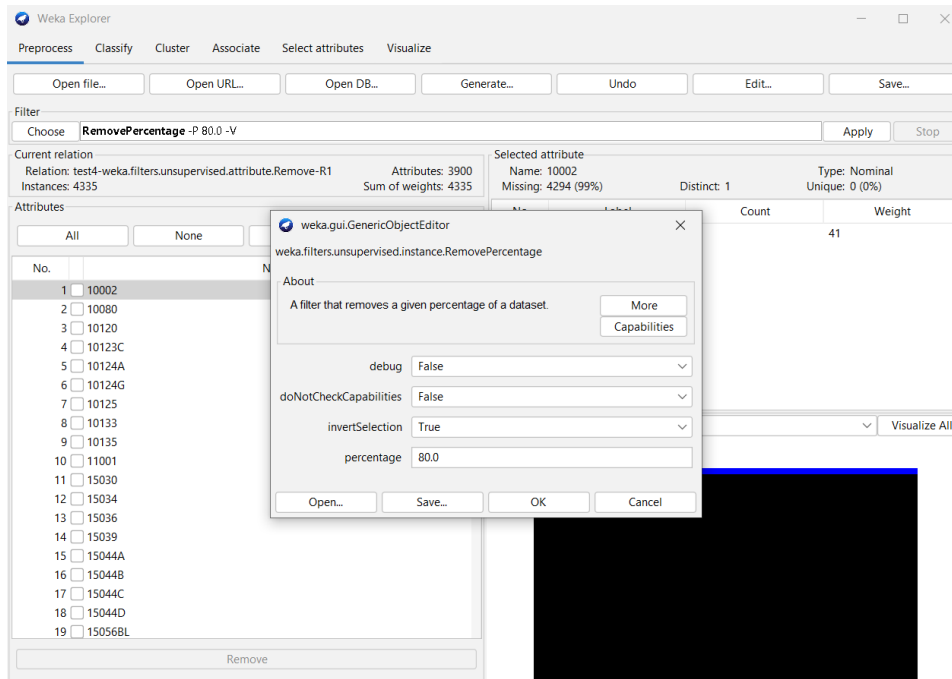 Weka Explorer
Preprocess Classify Cluster Associate Select attributes Visualize
Open file... Open URL... Open DB... Generate... Undo Edit... Save...
Filter
Choose RemovePercentage -P 80.0 -V Apply Stop
Current relation
Relation: test4-weka.filters.unsupervised.attribute.Remove-R1 Attributes: 3900
Instances: 4335 Sum of weights: 4335
Selected attribute
Name: 10002 Type: Nominal
Missing: 4294 (99%) Distinct: 1 Unique: 0 (0%)
No. Label Count Weight
41
Attributes
All None
No.
1 10002
2 10080
3 10120
4 10123C
5 10124A
6 10124G
7 10125
8 10133
9 10135
10 11001
11 15030
12 15034
13 15036
14 15039
15 15044A
16 15044B
17 15044C
18 15044D
19 15056BL
Remove
weka.gui.GenericObjectEditor
weka.filters.unsupervised.instance.RemovePercentage
About
A filter that removes a given percentage of a dataset.
More
Capabilities
debug False
doNotCheckCapabilities False
invertSelection True
percentage 80.0
Open... Save... OK Cancel
Visualize All